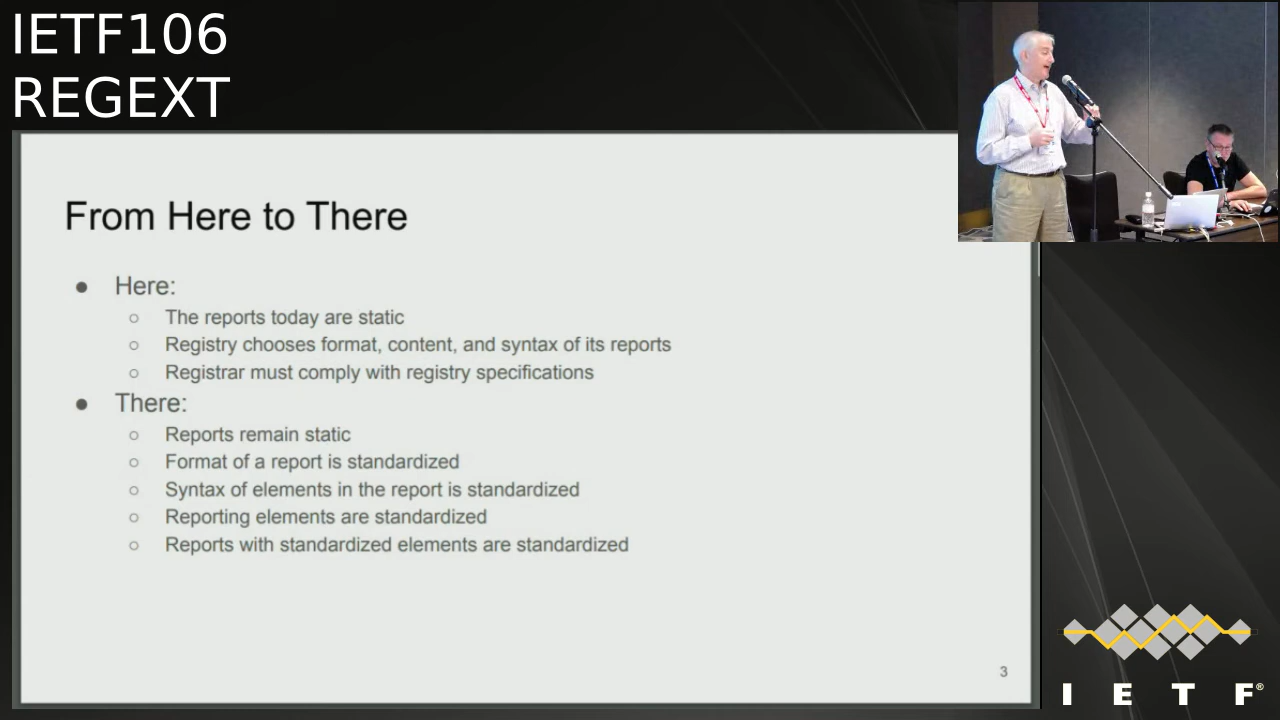 IETF106
REGEXT
From Here to There
● Here:
○ The reports today are static
○ Registry chooses format, content, and syntax of its reports
○ Registrar must comply with registry specifications
● There:
○ Reports remain static
○ Format of a report is standardized
○ Syntax of elements in the report is standardized
○ Reporting elements are standardized
○ Reports with standardized elements are standardized
3
I E T F®